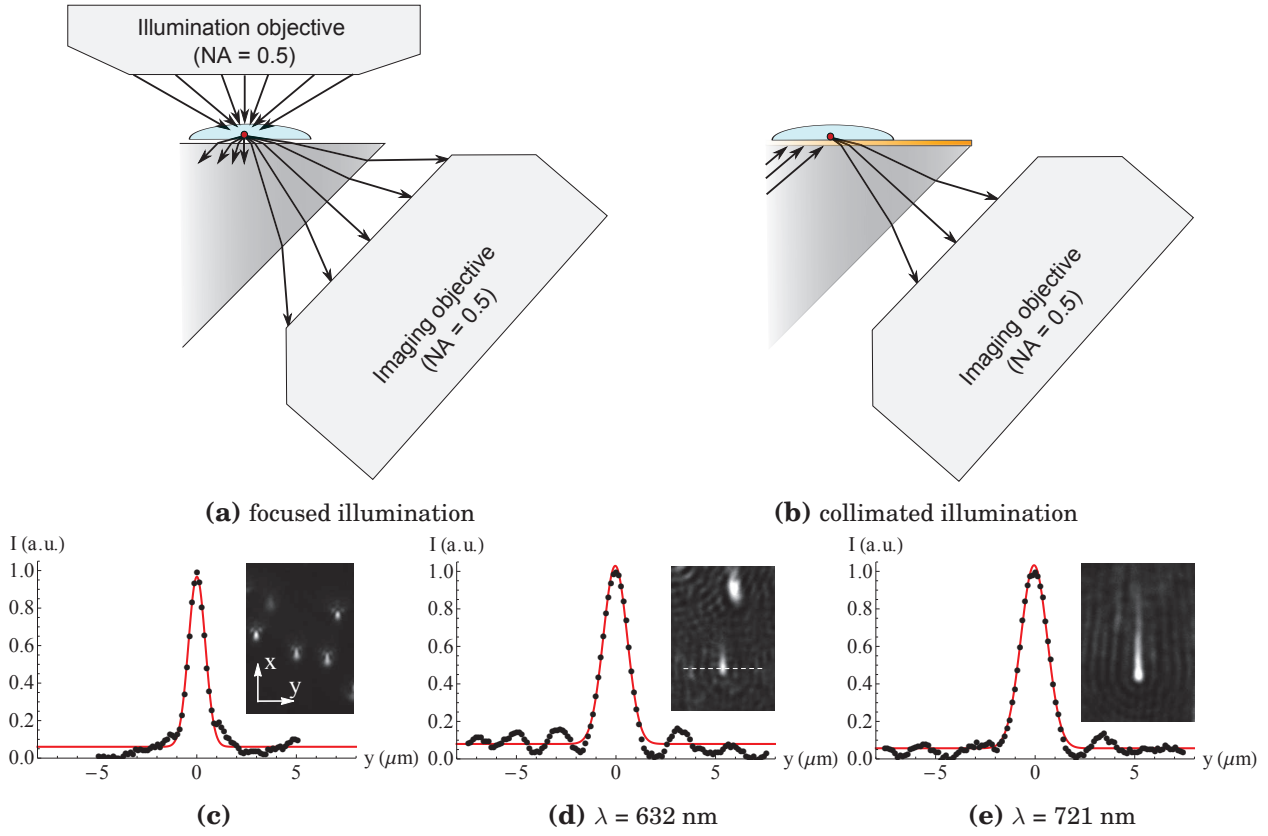 Illumination objective
(NA = 0.5)
Imaging objective
(NA = 0.5)
Imaging objective
(NA = 0.5)
(a) focused illumination
(b) collimated illumination
I (a.u.)
1.0
0.8
0.6
0.4
0.2
0.0
−5
0
5
y (μm)
x
y
(c)
I (a.u.)
1.0
0.8
0.6
0.4
0.2
0.0
−5
0
5
y (μm)
(d) λ = 632 nm
I (a.u.)
1.0
0.8
0.6
0.4
0.2
0.0
−5
0
5
y (μm)
(e) λ = 721 nm